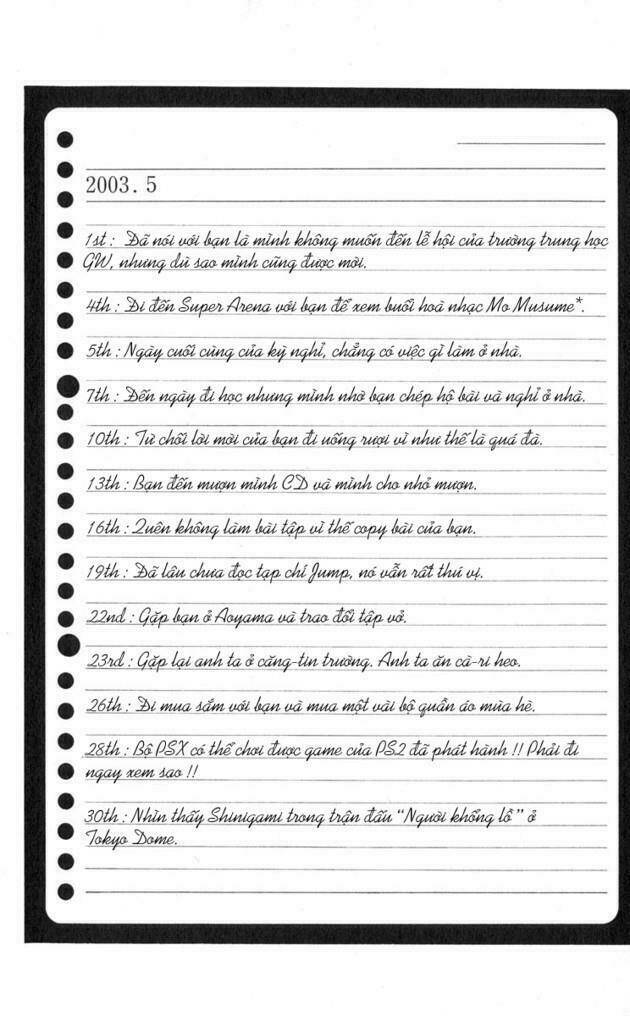 2003. 5
1st : Đã nói với bạn là mình không muốn đến lễ hội của trường trung học
GW, nhưng dù sao mình cũng được mời.
4th : Đi đến Super Arena với bạn để xem buổi hoà nhạc Mo Musume*.
5th : Ngày cuối cùng của kỳ nghỉ, chẳng có việc gì làm ở nhà.
7th : Đến ngày đi học nhưng mình nhờ bạn chép hộ bài và nghỉ ở nhà.
10th : Từ chối lời mời của bạn đi uống rượi vì như thế là quá đà.
13th : Bạn đến mượn mình CD và mình cho nhỏ mượn.
16th : Quên không làm bài tập vì thế copy bài của bạn.
19th : Đã lâu chưa đọc tạp chí Jump, nó vẫn rất thú vị.
22nd : Gặp bạn ở Aoyama và trao đổi tập vở.
23rd : Gặp lại anh ta ở căng-tin trường. Anh ta ăn cà-ri heo.
26th : Đi mua sắm với bạn và mua một vài bộ quần áo mùa hè.
28th : Bộ PSX có thể chơi được game của PS2 đã phát hành !! Phải đi
ngay xem sao !!
30th : Nhìn thấy Shinigami trong trận đấu “Người khổng lồ” ở
Tokyo Dome.